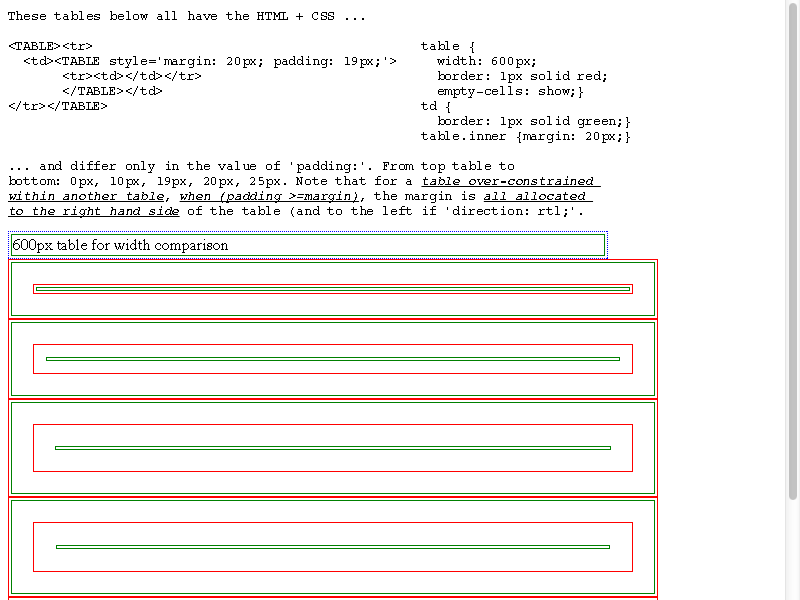 These tables below all have the HTML + CSS ...
<TABLE><tr>                                            table {
  <td><TABLE style='margin: 20px; padding: 19px;'>       width: 600px;
       <tr><td></td></tr>                                border: 1px solid red;
       </TABLE></td>                                     empty-cells: show;}
</tr></TABLE>                                          td {
                                                         border: 1px solid green;}
                                                       table.inner {margin: 20px;}
... and differ only in the value of 'padding:'. From top table to
bottom: 0px, 10px, 19px, 20px, 25px. Note that for a table over-constrained
within another table, when (padding >=margin), the margin is all allocated
to the right hand side of the table (and to the left if 'direction: rtl;'.
600px table for width comparison